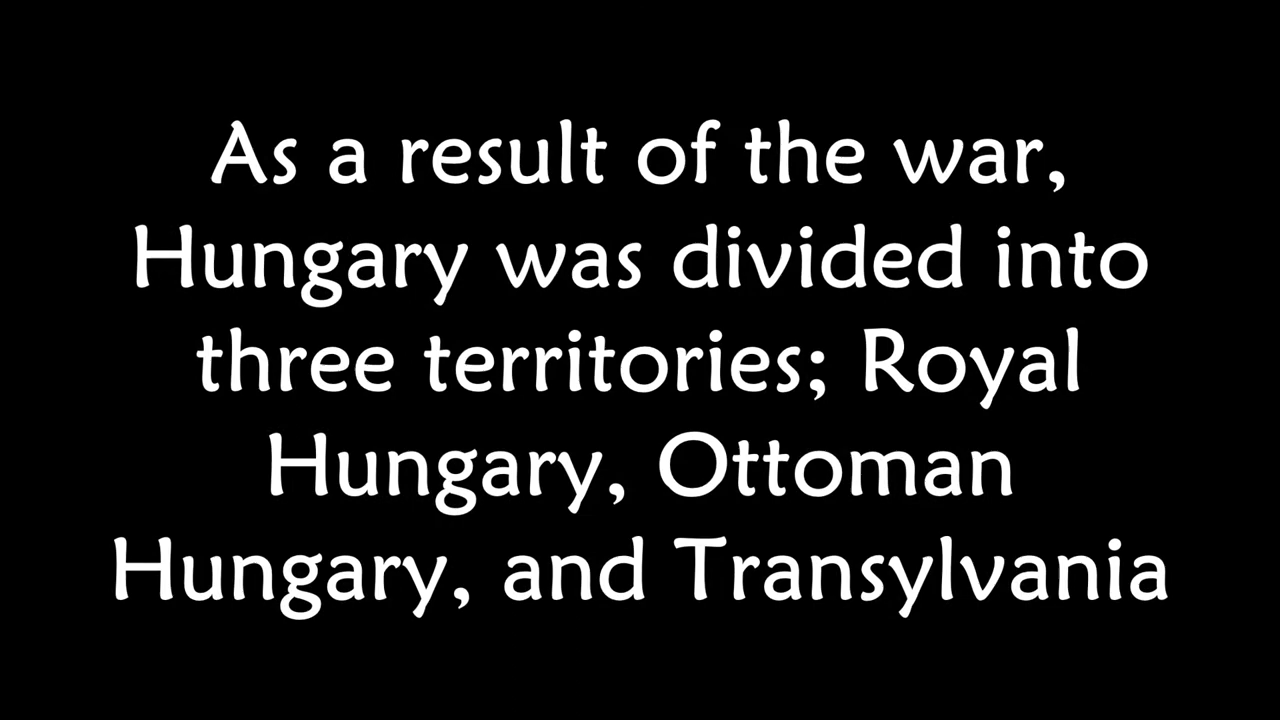 As a result of the war,
Hungary was divided into
three territories; Royal
Hungary, Ottoman
Hungary, and Transylvania